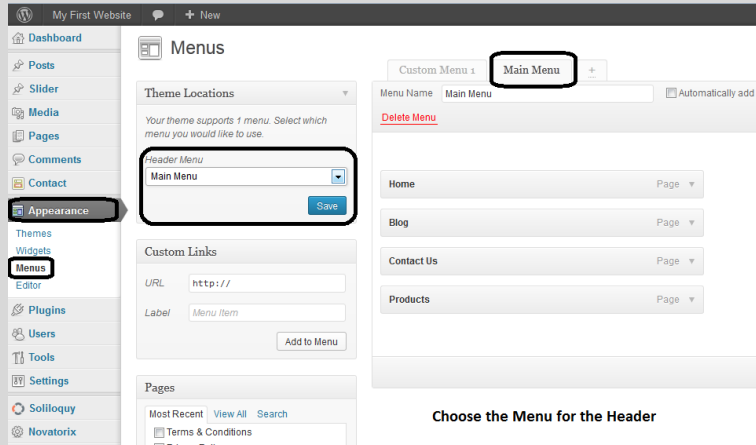 My First Website + New
Dashboard
Posts
Slider
Media
Pages
Comments
Contact
Appearance
Themes
Widgets
Menus
Editor
Plugins
Users
Tools
Settings
Soliloquy
Novatorix
Menus
Custom Menu 1 Main Menu +
Theme Locations
Your theme supports 1 menu. Select which
menu you would like to use.
Header Menu
Main Menu
Save
Custom Links
URL http://
Label Menu Item
Add to Menu
Pages
Most Recent View All Search
Terms & Conditions
Menu Name Main Menu Automatically add
Delete Menu
Home Page
Blog Page
Contact Us Page
Products Page
Choose the Menu for the Header